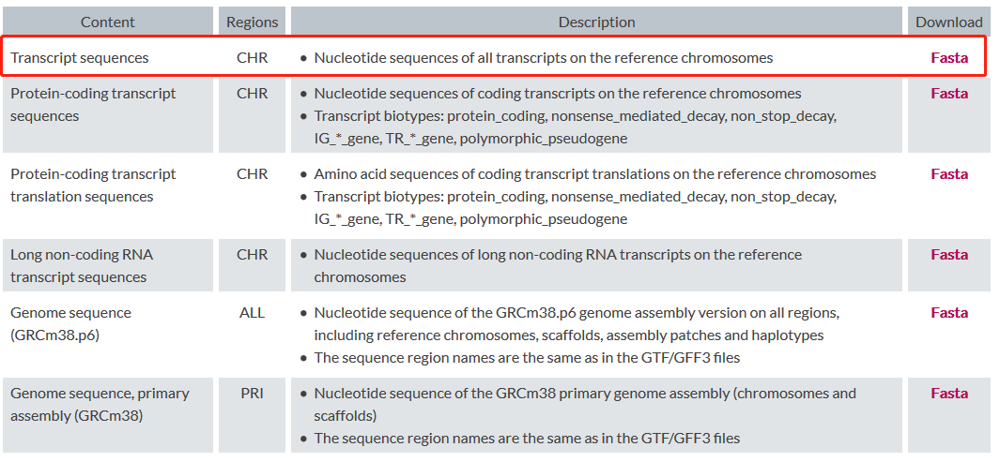 Content Regions Description Download
Transcript sequences CHR • Nucleotide sequences of all transcripts on the reference chromosomes Fasta
Protein-coding transcript CHR • Nucleotide sequences of coding transcripts on the reference chromosomes Fasta
sequences • Transcript biotypes: protein_coding, nonsense_mediated_decay, non_stop_decay,
IG_*_gene, TR_*_gene, polymorphic_pseudogene
Protein-coding transcript CHR • Amino acid sequences of coding transcript translations on the reference chromosomes Fasta
translation sequences • Transcript biotypes: protein_coding, nonsense_mediated_decay, non_stop_decay,
IG_*_gene, TR_*_gene, polymorphic_pseudogene
Long non-coding RNA CHR • Nucleotide sequences of long non-coding RNA transcripts on the reference Fasta
transcript sequences chromosomes
Genome sequence ALL • Nucleotide sequence of the GRCm38.p6 genome assembly version on all regions, Fasta
(GRCm38.p6) including reference chromosomes, scaffolds, assembly patches and haplotypes
• The sequence region names are the same as in the GTF/GFF3 files
Genome sequence, primary PRI • Nucleotide sequence of the GRCm38 primary genome assembly (chromosomes and Fasta
assembly (GRCm38) scaffolds)
• The sequence region names are the same as in the GTF/GFF3 files